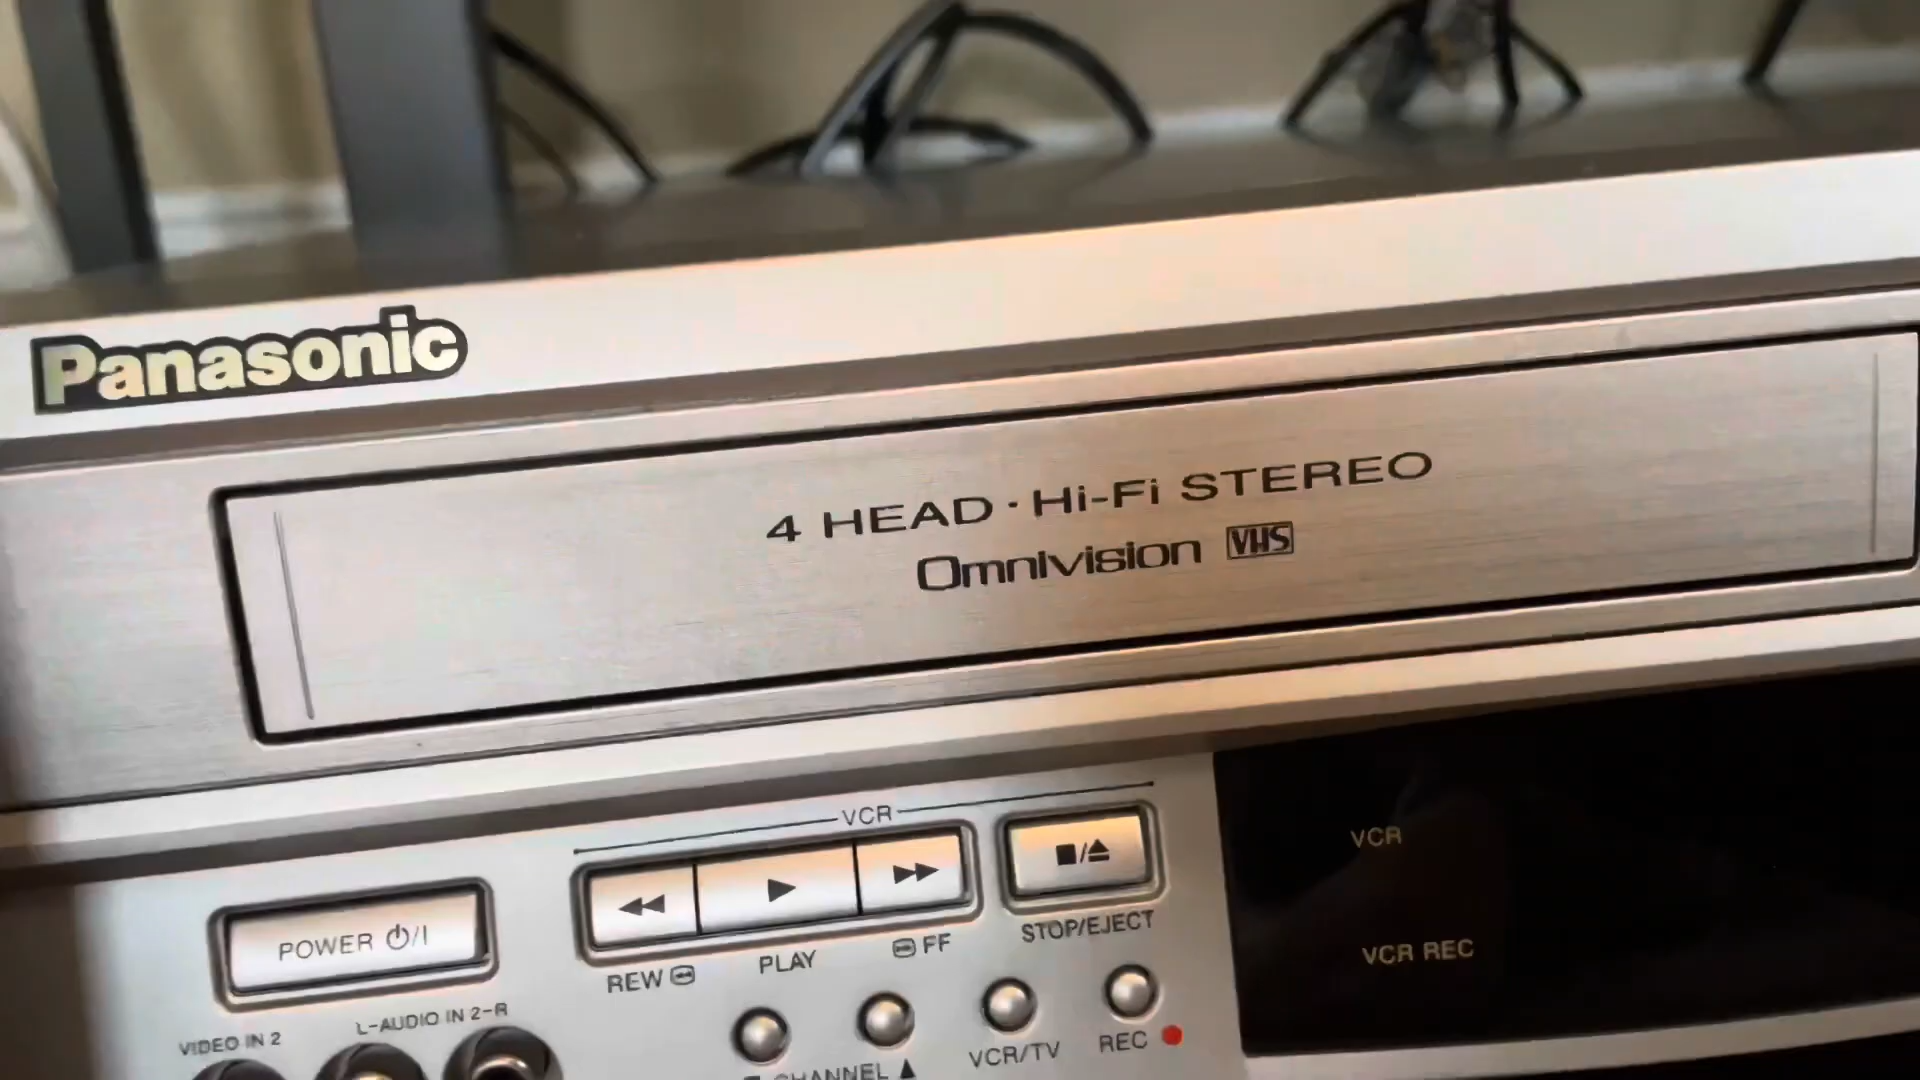 Panasonic
4 HEAD · Hi-Fi STEREO
Omnivision VHS
VCR
POWER ⏻/I
■/▲
REW
PLAY
FF
STOP/EJECT
VCR
VCR REC
VIDEO IN 2
L-AUDIO IN 2-R
CHANNEL ▲
VCR/TV
REC